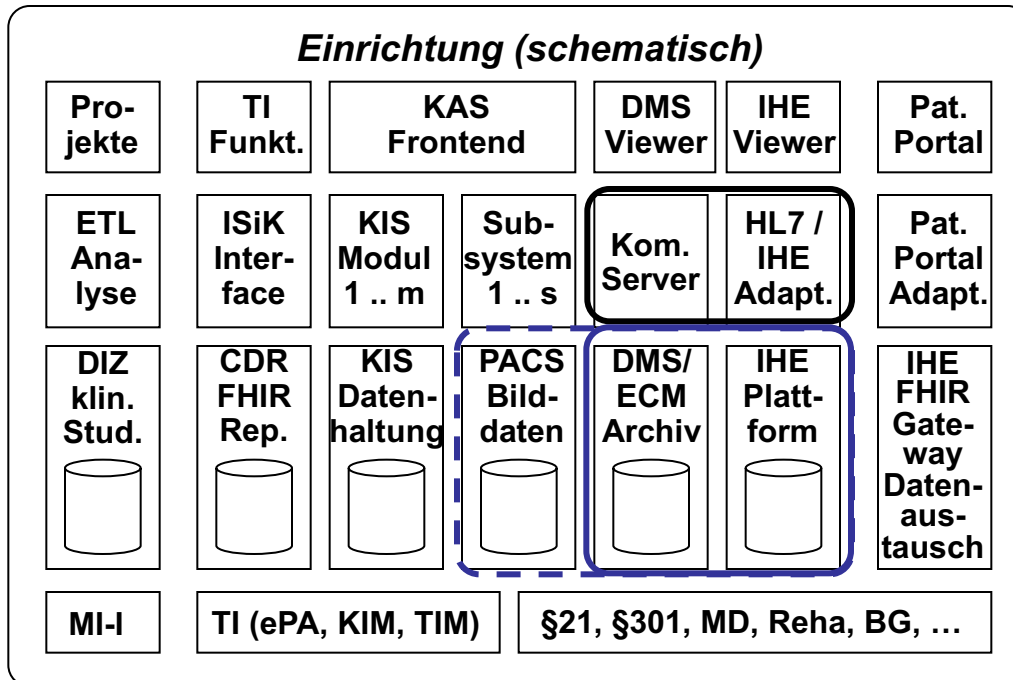 Einrichtung (schematisch)
Pro-
jekte
TI
Funkt.
KAS
Frontend
DMS
Viewer
IHE
Viewer
Pat.
Portal
ETL
Ana-
lyse
ISiK
Inter-
face
KIS
Modul
1 .. m
Sub-
system
1 .. s
Kom.
Server
HL7 /
IHE
Adapt.
Pat.
Portal
Adapt.
DIZ
klin.
Stud.
CDR
FHIR
Rep.
KIS
Daten-
haltung
PACS
Bild-
daten
DMS/
ECM
Archiv
IHE
Platt-
form
IHE
FHIR
Gate-
way
Daten-
aus-
tausch
MI-I
TI (ePA, KIM, TIM)
§21, §301, MD, Reha, BG, …